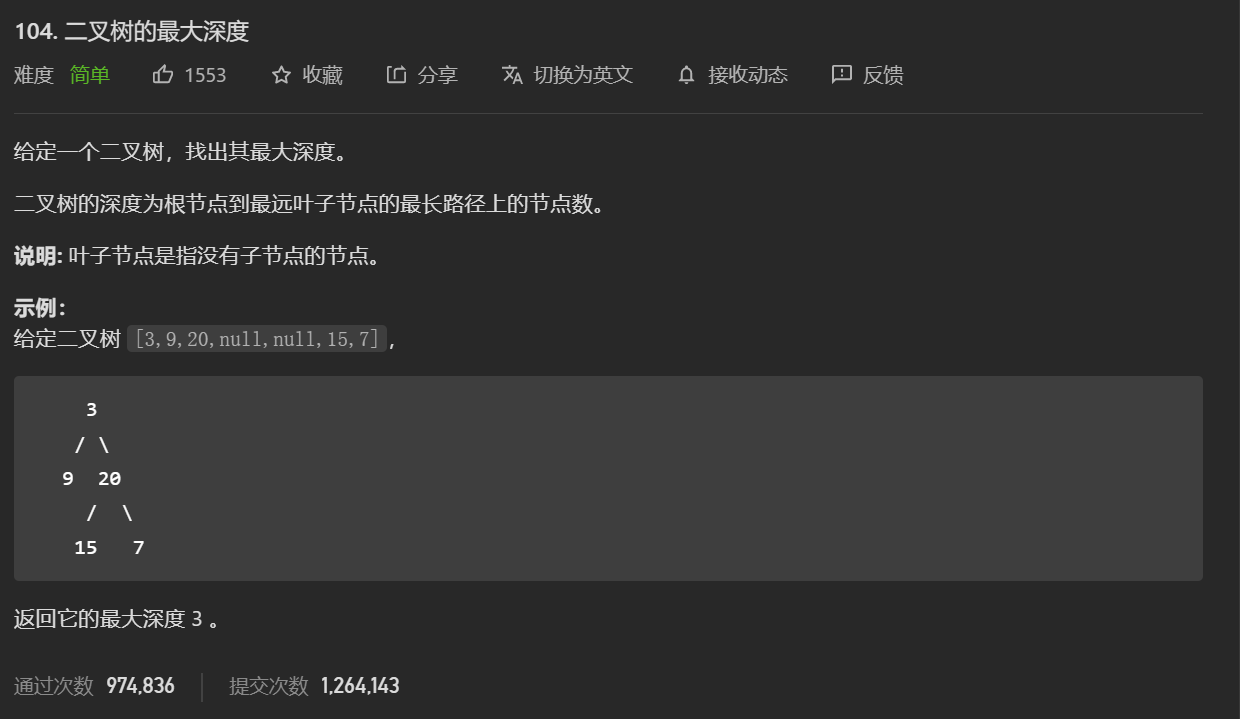 104. 二叉树的最大深度
难度 简单 1553 收藏 分享 切换为英文 接收动态 反馈
给定一个二叉树，找出其最大深度。
二叉树的深度为根节点到最远叶子节点的最长路径上的节点数。
说明: 叶子节点是指没有子节点的节点。
示例：
给定二叉树 [3,9,20,null,null,15,7]，
3
/ \
9 20
/ \
15 7
返回它的最大深度 3 。
通过次数 974,836 提交次数 1,264,143